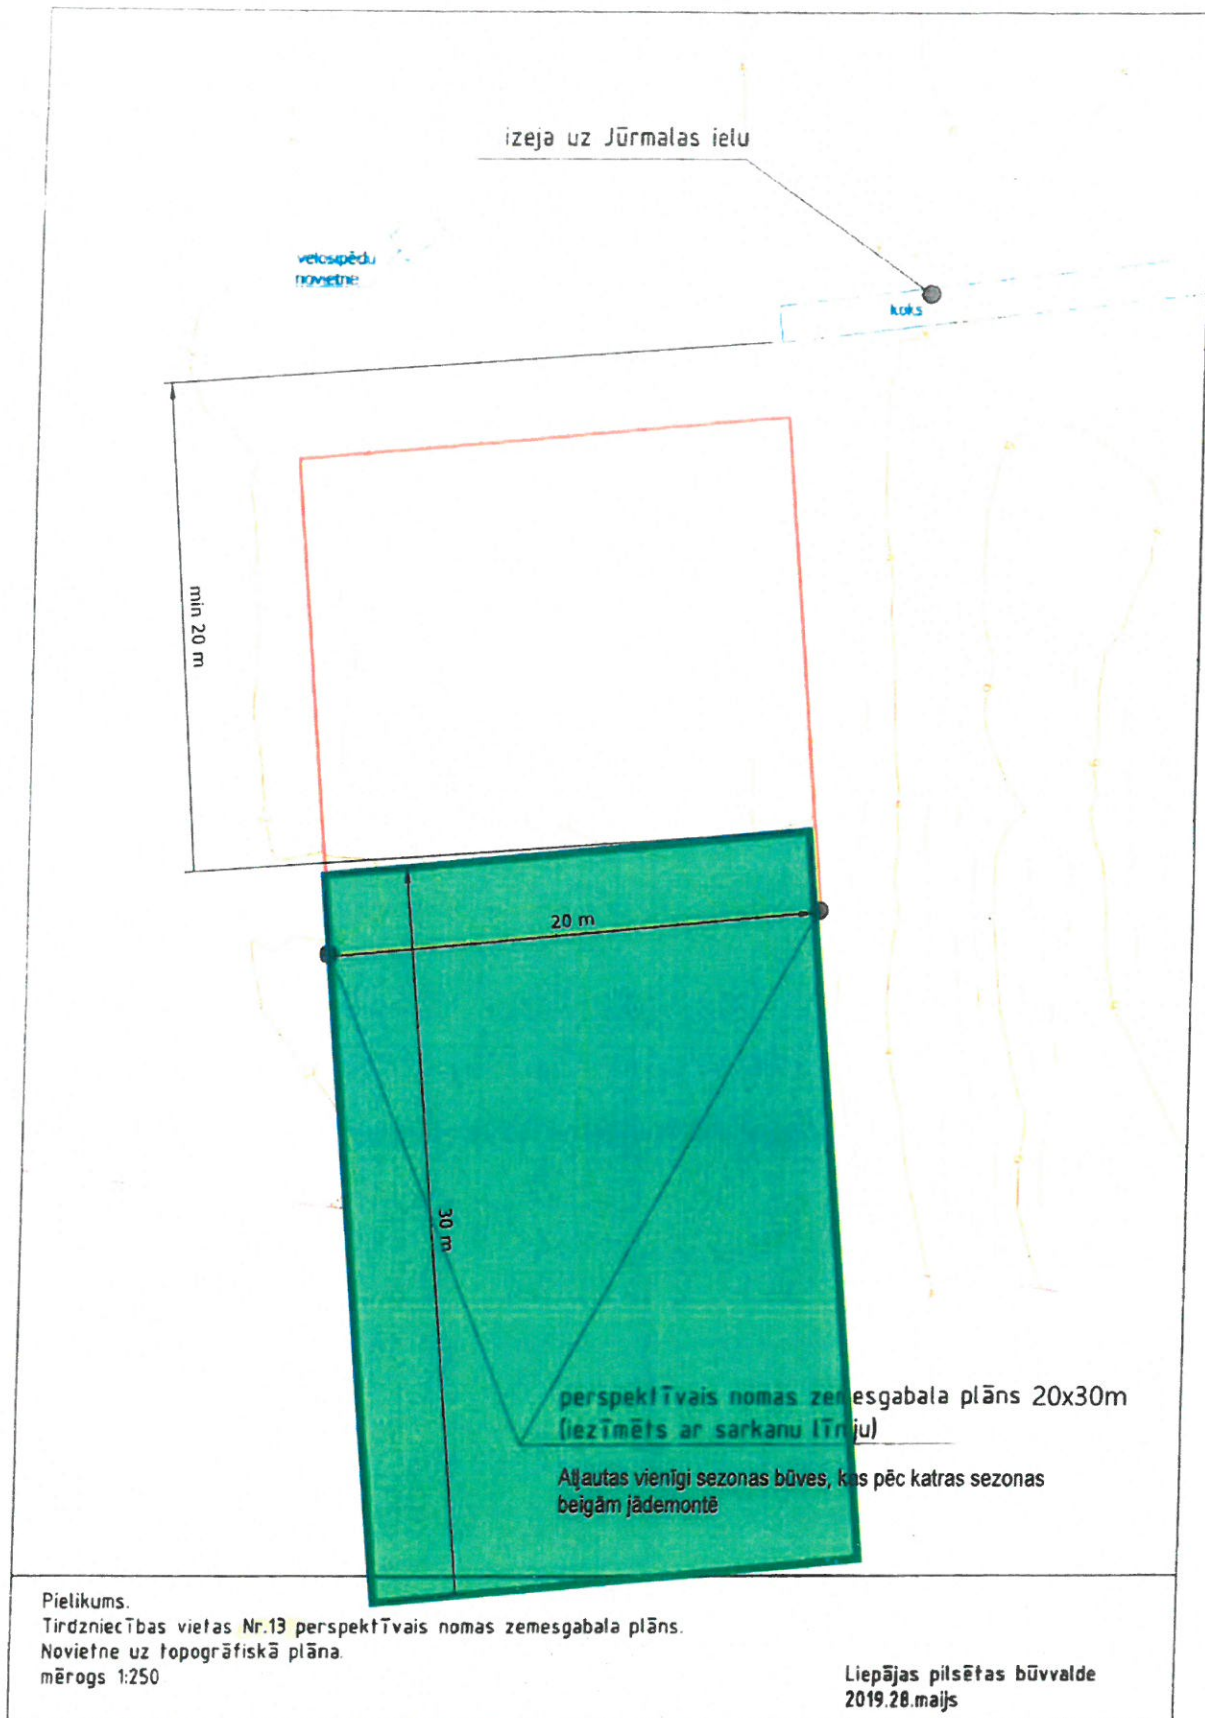 izeja uz Jūrmalas ielu
velosipēdu
novietne
koks
min 20 m
20 m
30 m
perspektīvais nomas zemesgabala plāns 20x30m
(iezīmēts ar sarkanu līniju)
Atļautas vienīgi sezonas būves, kas pēc katras sezonas
beigām jādemontē
Pielikums.
Tirdzniecības vietas Nr.13 perspektīvais nomas zemesgabala plāns.
Novietne uz topogrāfiskā plāna.
mērogs 1:250
Liepājas pilsētas būvvalde
2019.28.maijs